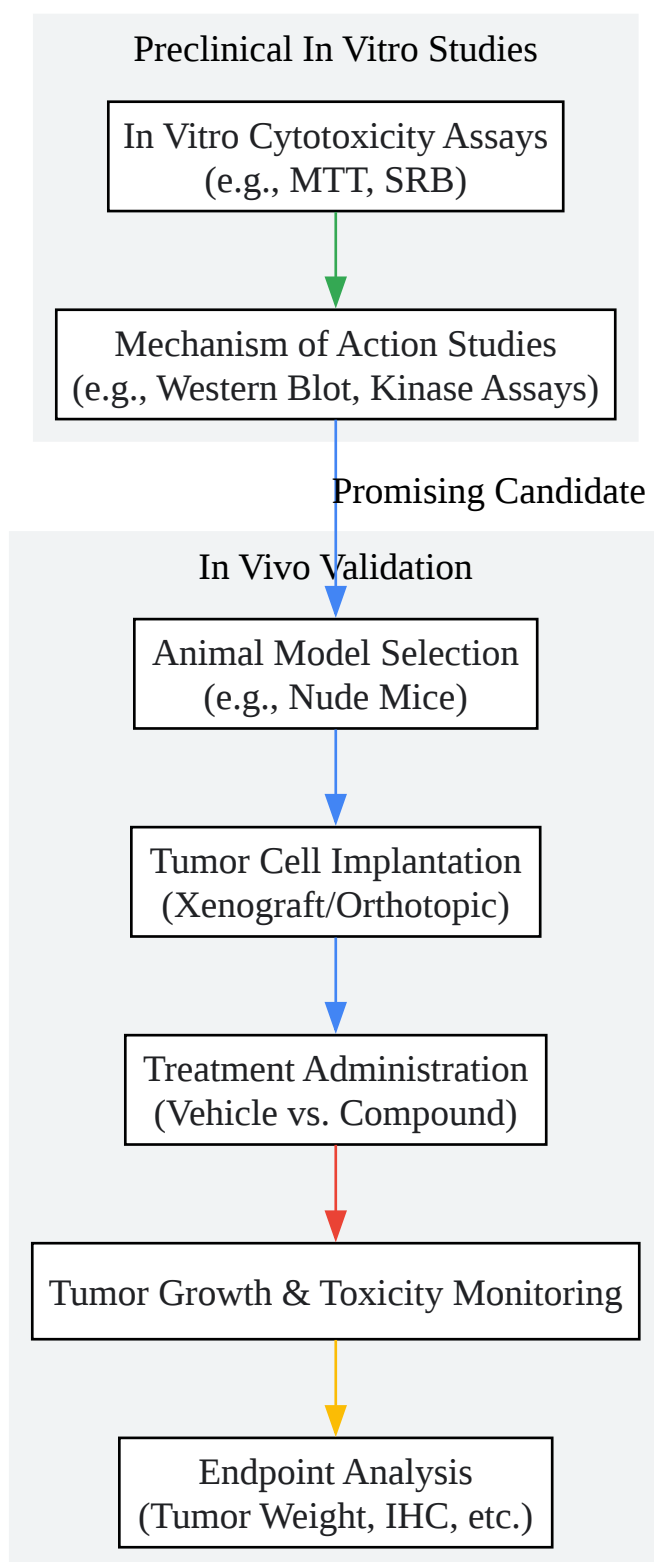 Preclinical In Vitro Studies
In Vitro Cytotoxicity Assays
(e.g., MTT, SRB)
Mechanism of Action Studies
(e.g., Western Blot, Kinase Assays)
Promising Candidate
In Vivo Validation
Animal Model Selection
(e.g., Nude Mice)
Tumor Cell Implantation
(Xenograft/Orthotopic)
Treatment Administration
(Vehicle vs. Compound)
Tumor Growth & Toxicity Monitoring
Endpoint Analysis
(Tumor Weight, IHC, etc.)